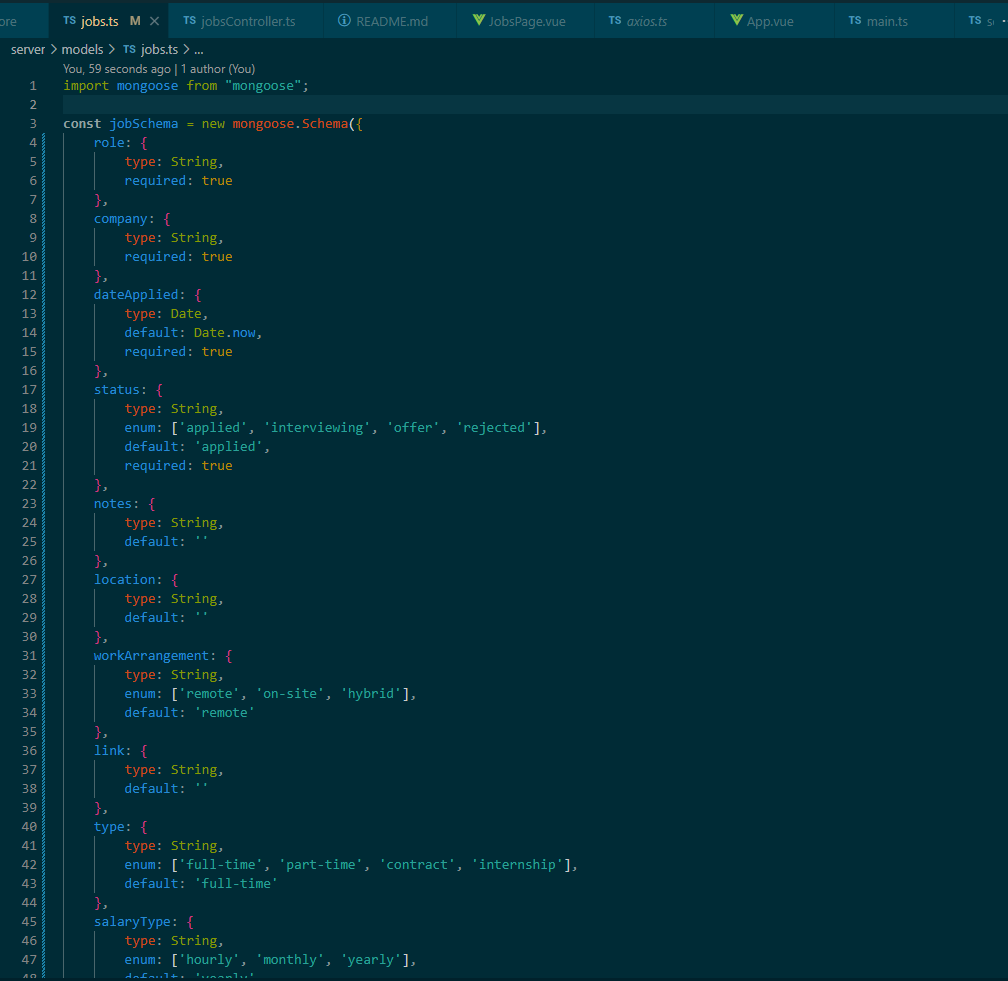 ore TS jobs.ts M × TS jobsController.ts README.md JobsPage.vue TS axios.ts App.vue TS main.ts TS
server > models > TS jobs.ts > ...
You, 59 seconds ago | 1 author (You)
1 import mongoose from "mongoose";
2
3 const jobSchema = new mongoose.Schema({
4 role: {
5 type: String,
6 required: true
7 },
8 company: {
9 type: String,
10 required: true
11 },
12 dateApplied: {
13 type: Date,
14 default: Date.now,
15 required: true
16 },
17 status: {
18 type: String,
19 enum: ['applied', 'interviewing', 'offer', 'rejected'],
20 default: 'applied',
21 required: true
22 },
23 notes: {
24 type: String,
25 default: ''
26 },
27 location: {
28 type: String,
29 default: ''
30 },
31 workArrangement: {
32 type: String,
33 enum: ['remote', 'on-site', 'hybrid'],
34 default: 'remote'
35 },
36 link: {
37 type: String,
38 default: ''
39 },
40 type: {
41 type: String,
42 enum: ['full-time', 'part-time', 'contract', 'internship'],
43 default: 'full-time'
44 },
45 salaryType: {
46 type: String,
47 enum: ['hourly', 'monthly', 'yearly'],
48 default: 'yearly'